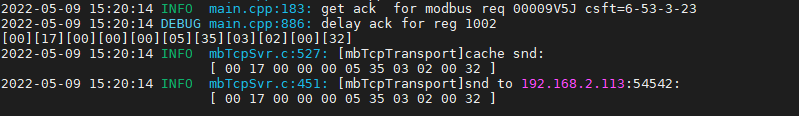 2022-05-09 15:20:14 INFO  main.cpp:183: get ack  for modbus req 00009V5J csft=6-53-3-23
2022-05-09 15:20:14 DEBUG main.cpp:886: delay ack for reg 1002
[00][17][00][00][00][05][35][03][02][00][32]
2022-05-09 15:20:14 INFO  mbTcpSvr.c:527: [mbTcpTransport]cache snd:
[ 00 17 00 00 00 05 35 03 02 00 32 ]
2022-05-09 15:20:14 INFO  mbTcpSvr.c:451: [mbTcpTransport]snd to 192.168.2.113:54542:
[ 00 17 00 00 00 05 35 03 02 00 32 ]